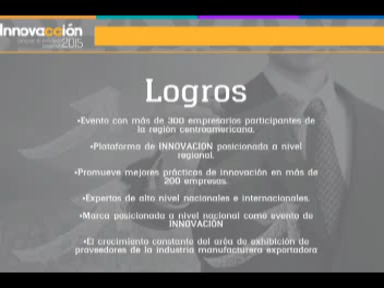 Innovacción
2015
Logros
•Evento con más de 300 empresarios participantes de
la región centroamericana.
•Plataforma de INNOVACION posicionada a nivel
regional.
•Promueve mejores prácticas de innovación en más de
200 empresas.
•Expertos de alto nivel nacionales e internacionales.
•Marca posicionada a nivel nacional como evento de
INNOVACIÓN
•El crecimiento constante del aréa de exhibición de
proveedores de la industria manufacturera exportadora